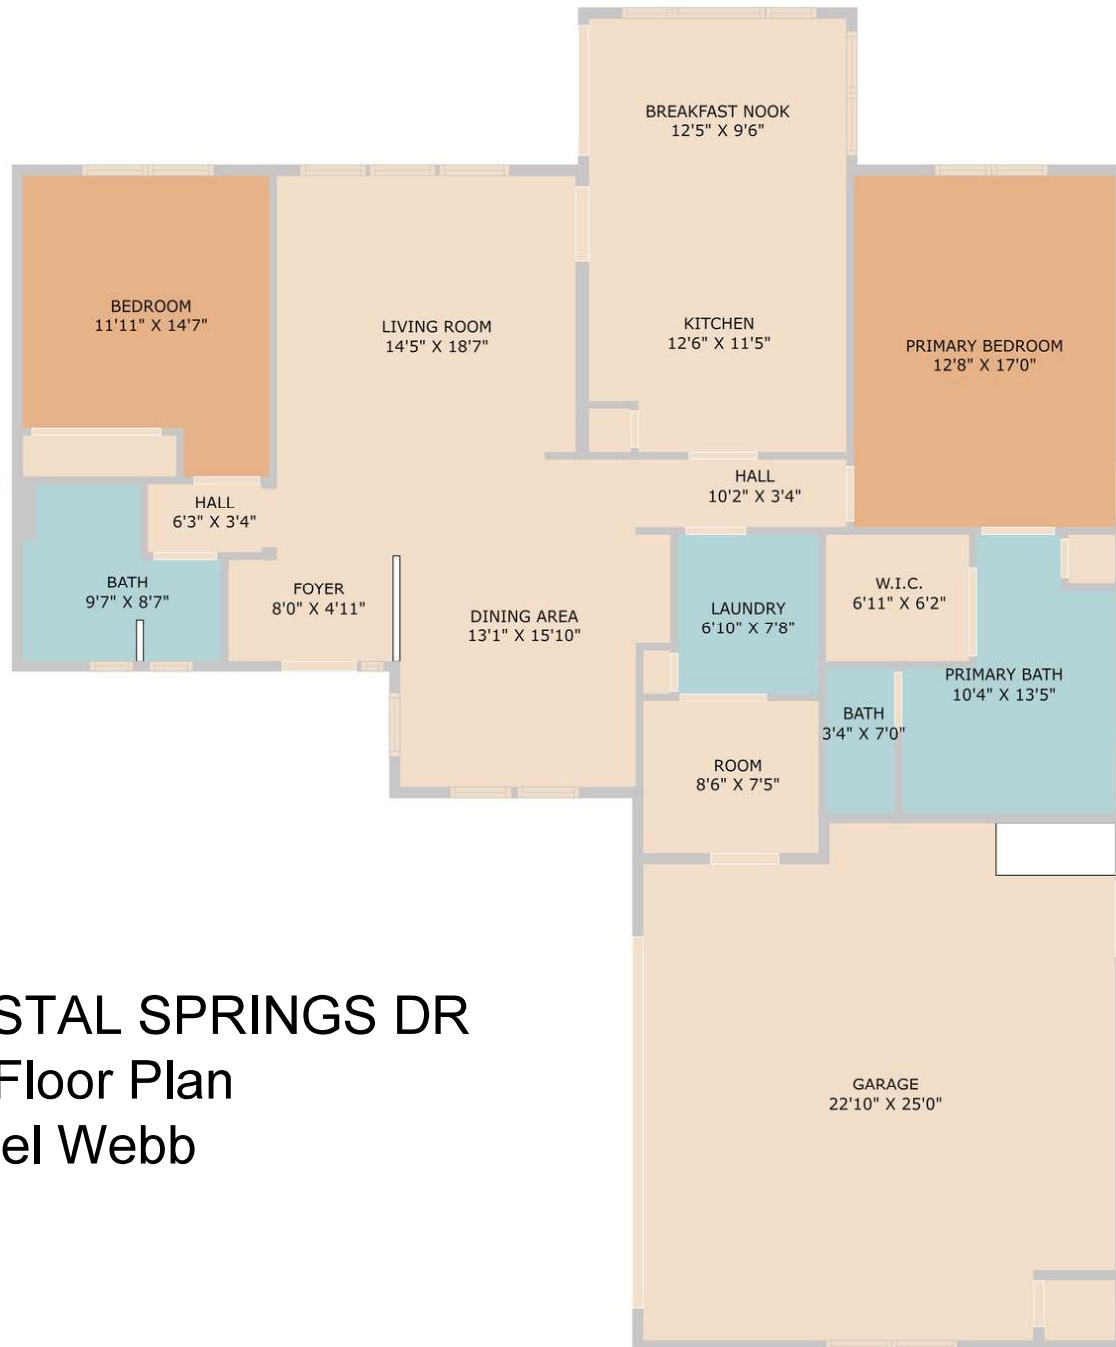 BREAKFAST NOOK
12'5" X 9'6"
BEDROOM
11'11" X 14'7"
LIVING ROOM
14'5" X 18'7"
KITCHEN
12'6" X 11'5"
PRIMARY BEDROOM
12'8" X 17'0"
HALL
6'3" X 3'4"
HALL
10'2" X 3'4"
BATH
9'7" X 8'7"
FOYER
8'0" X 4'11"
DINING AREA
13'1" X 15'10"
LAUNDRY
6'10" X 7'8"
W.I.C.
6'11" X 6'2"
PRIMARY BATH
10'4" X 13'5"
BATH
3'4" X 7'0"
ROOM
8'6" X 7'5"
GARAGE
22'10" X 25'0"
STAL SPRINGS DR
Floor Plan
el Webb